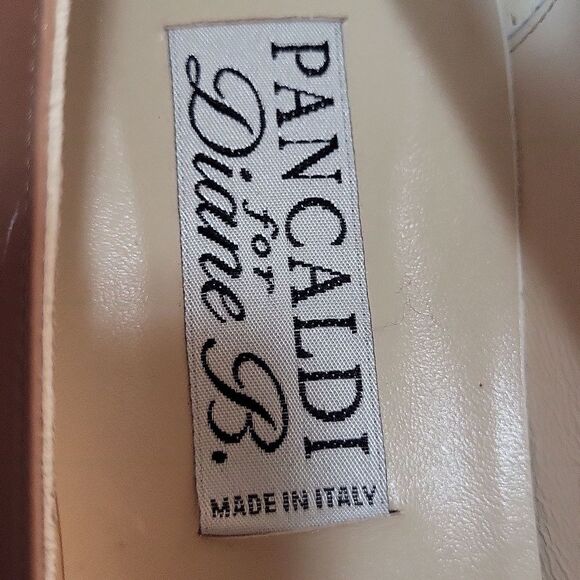 PANCALDI
for
Diane B.
MADE IN ITALY